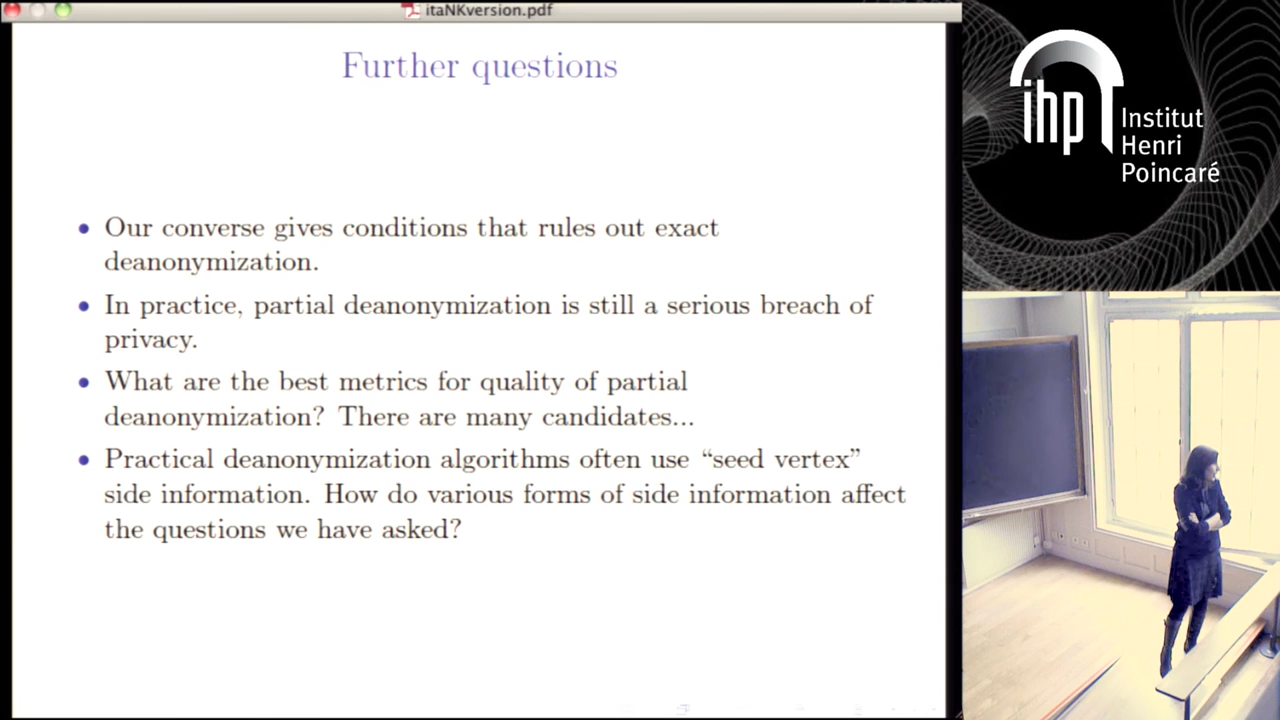 itaNKversion.pdf
Further questions
Our converse gives conditions that rules out exact
deanonymization.
In practice, partial deanonymization is still a serious breach of
privacy.
What are the best metrics for quality of partial
deanonymization? There are many candidates...
Practical deanonymization algorithms often use “seed vertex”
side information. How do various forms of side information affect
the questions we have asked?
ihp
Institut
Henri
Poincaré